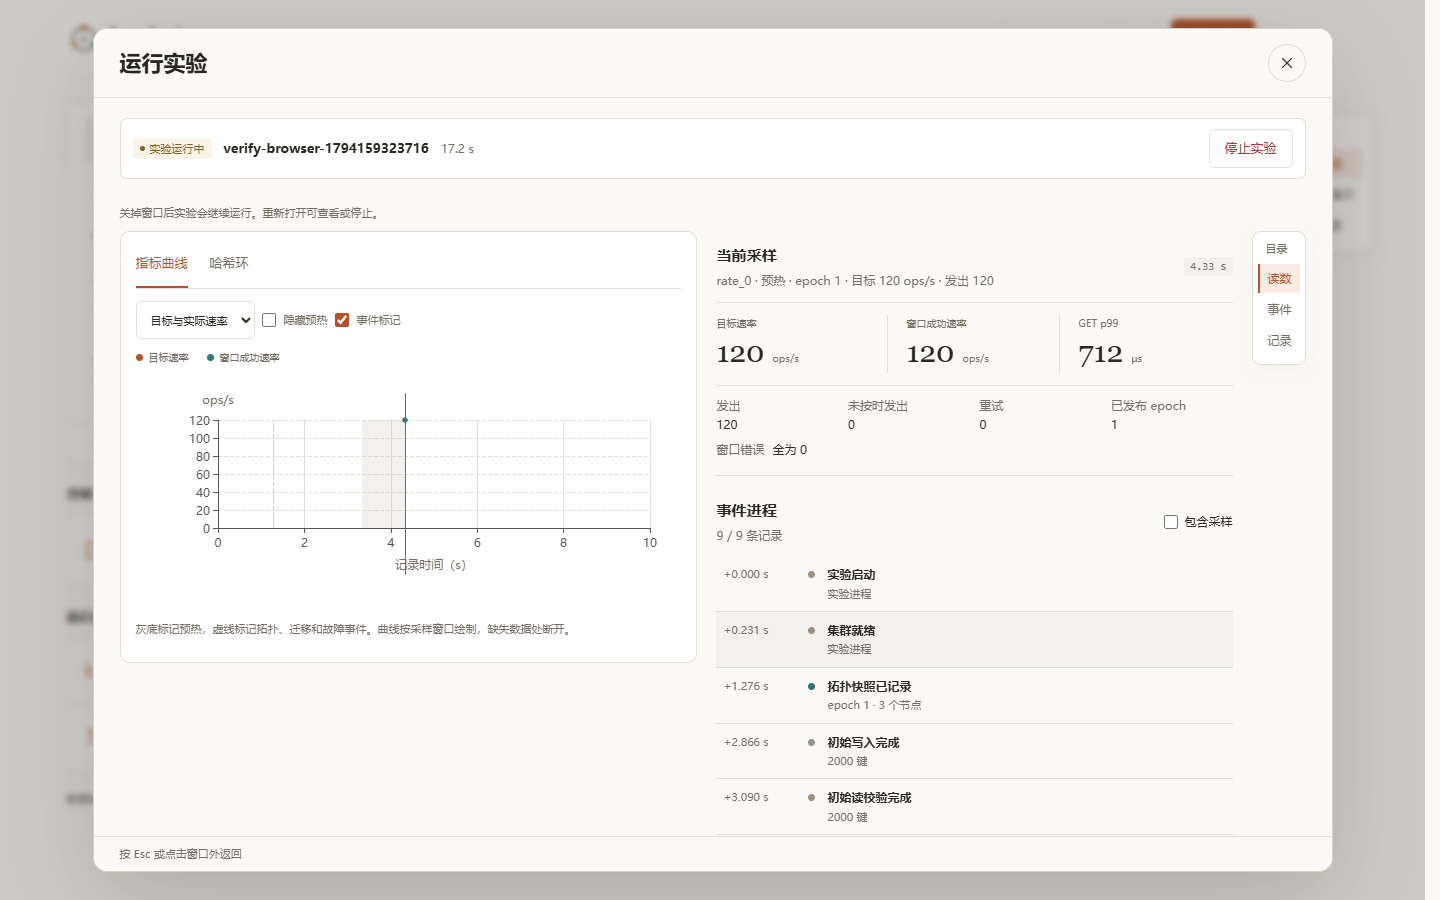 运行实验
实验运行中 verify-browser-1794159323716 17.2 s 停止实验
关掉窗口后实验会继续运行。重新打开可查看或停止。
指标曲线 哈希环
目标与实际速率 隐藏预热 事件标记
目标速率 窗口成功速率
ops/s
120
100
80
60
40
20
0
0 2 4 6 8 10
记录时间（s）
灰底标记预热，虚线标记拓扑、迁移和故障事件。曲线按采样窗口绘制，缺失数据处断开。
当前采样
rate_0 · 预热 · epoch 1 · 目标 120 ops/s · 发出 120
4.33 s
目标速率 窗口成功速率 GET p99
120 ops/s 120 ops/s 712 µs
发出 未按时发出 重试 已发布 epoch
120 0 0 1
窗口错误 全为 0
事件进程
9 / 9 条记录
包含采样
+0.000 s 实验启动
实验进程
+0.231 s 集群就绪
实验进程
+1.276 s 拓扑快照已记录
epoch 1 · 3 个节点
+2.866 s 初始写入完成
2000 键
+3.090 s 初始读校验完成
2000 键
目录
读数
事件
记录
按 Esc 或点击窗口外返回